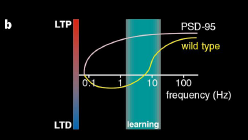 b
LTP
PSD-95
wild type
0.1 1 10 100
frequency (Hz)
LTD
learning